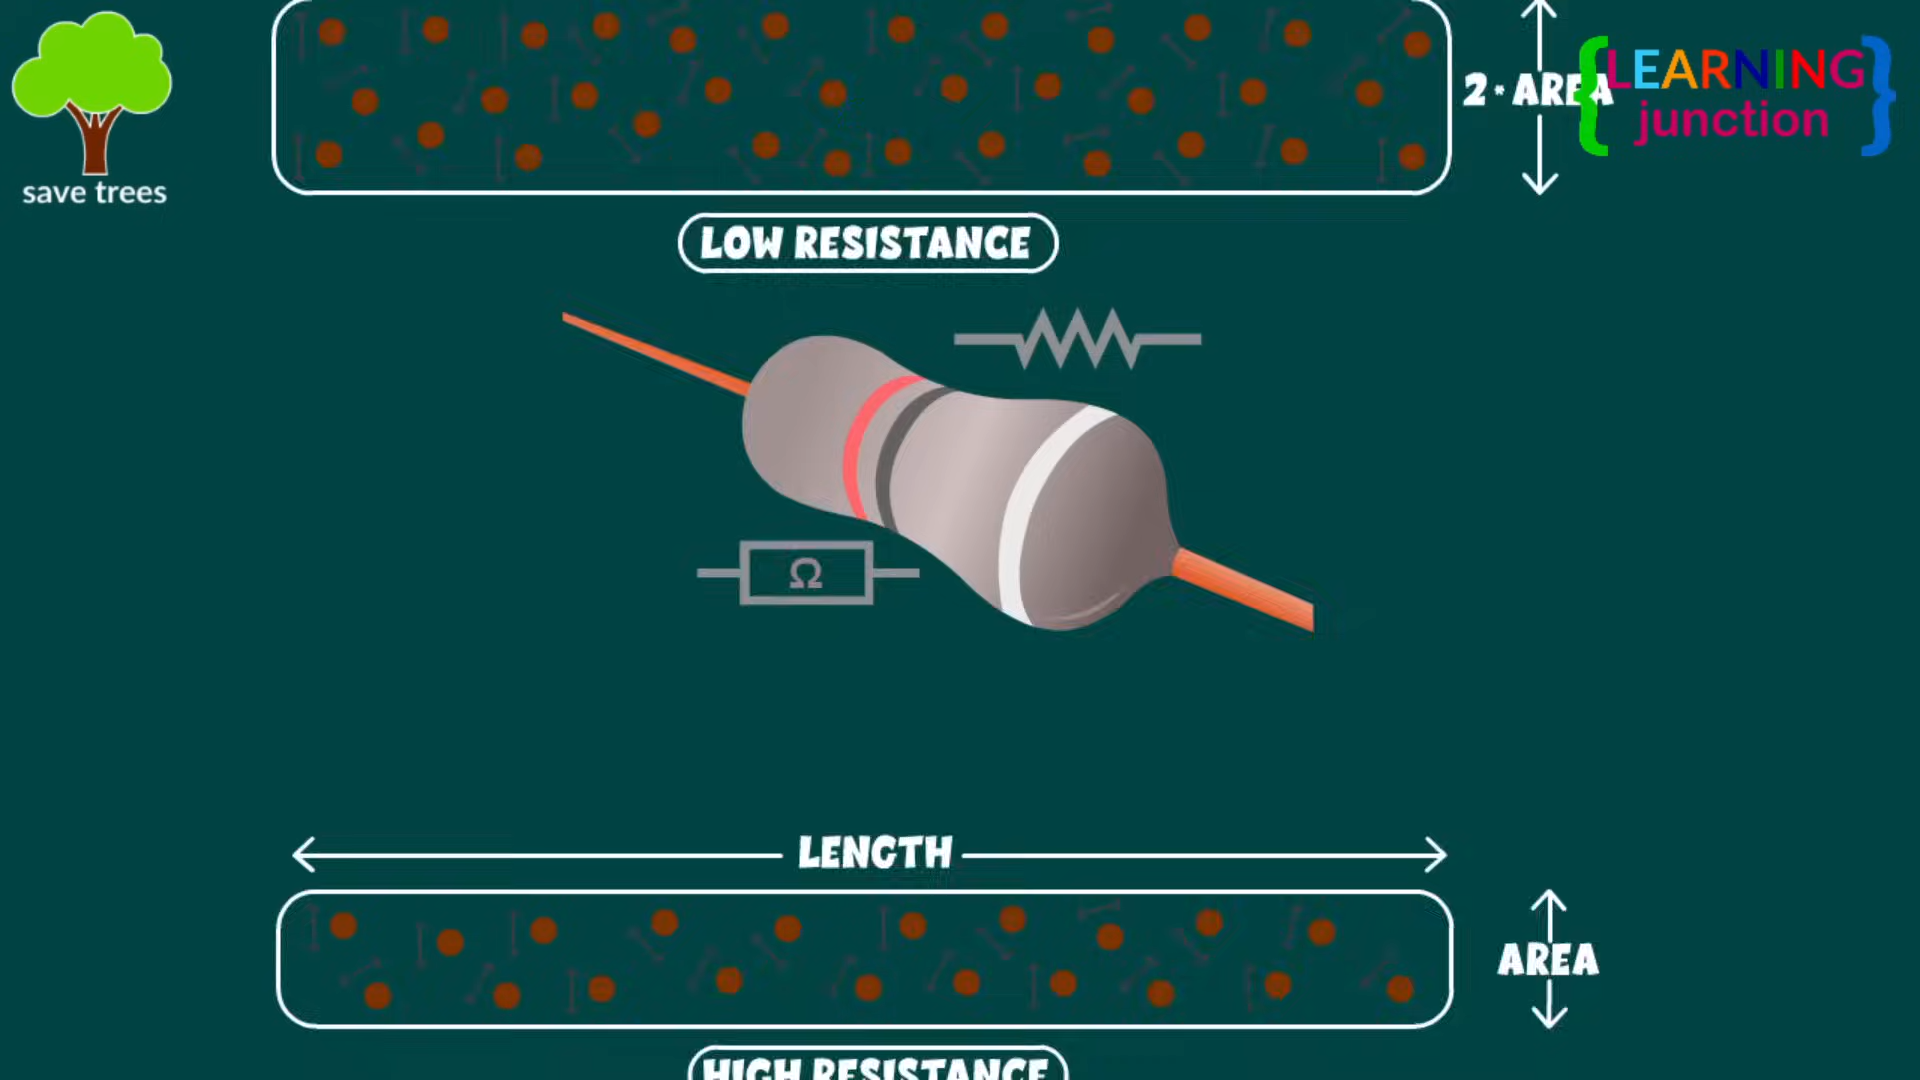 2 * AREA
LEARNING
junction
save trees
LOW RESISTANCE
Ω
LENGTH
AREA
HIGH RESISTANCE